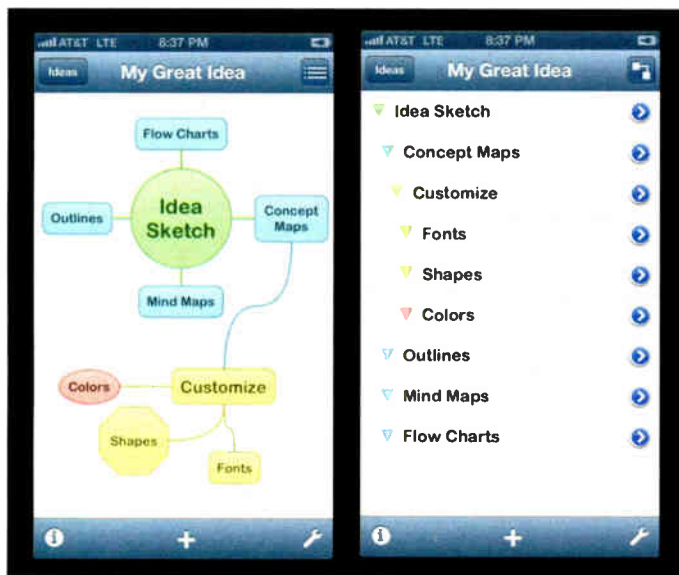 AT&T LTE 8:37 PM
Ideas My Great Idea
Flow Charts
Idea
Sketch
Outlines
Concept
Maps
Mind Maps
Colors
Customize
Shapes
Fonts
AT&T LTE 8:37 PM
Ideas My Great Idea
Idea Sketch
Concept Maps
Customize
Fonts
Shapes
Colors
Outlines
Mind Maps
Flow Charts